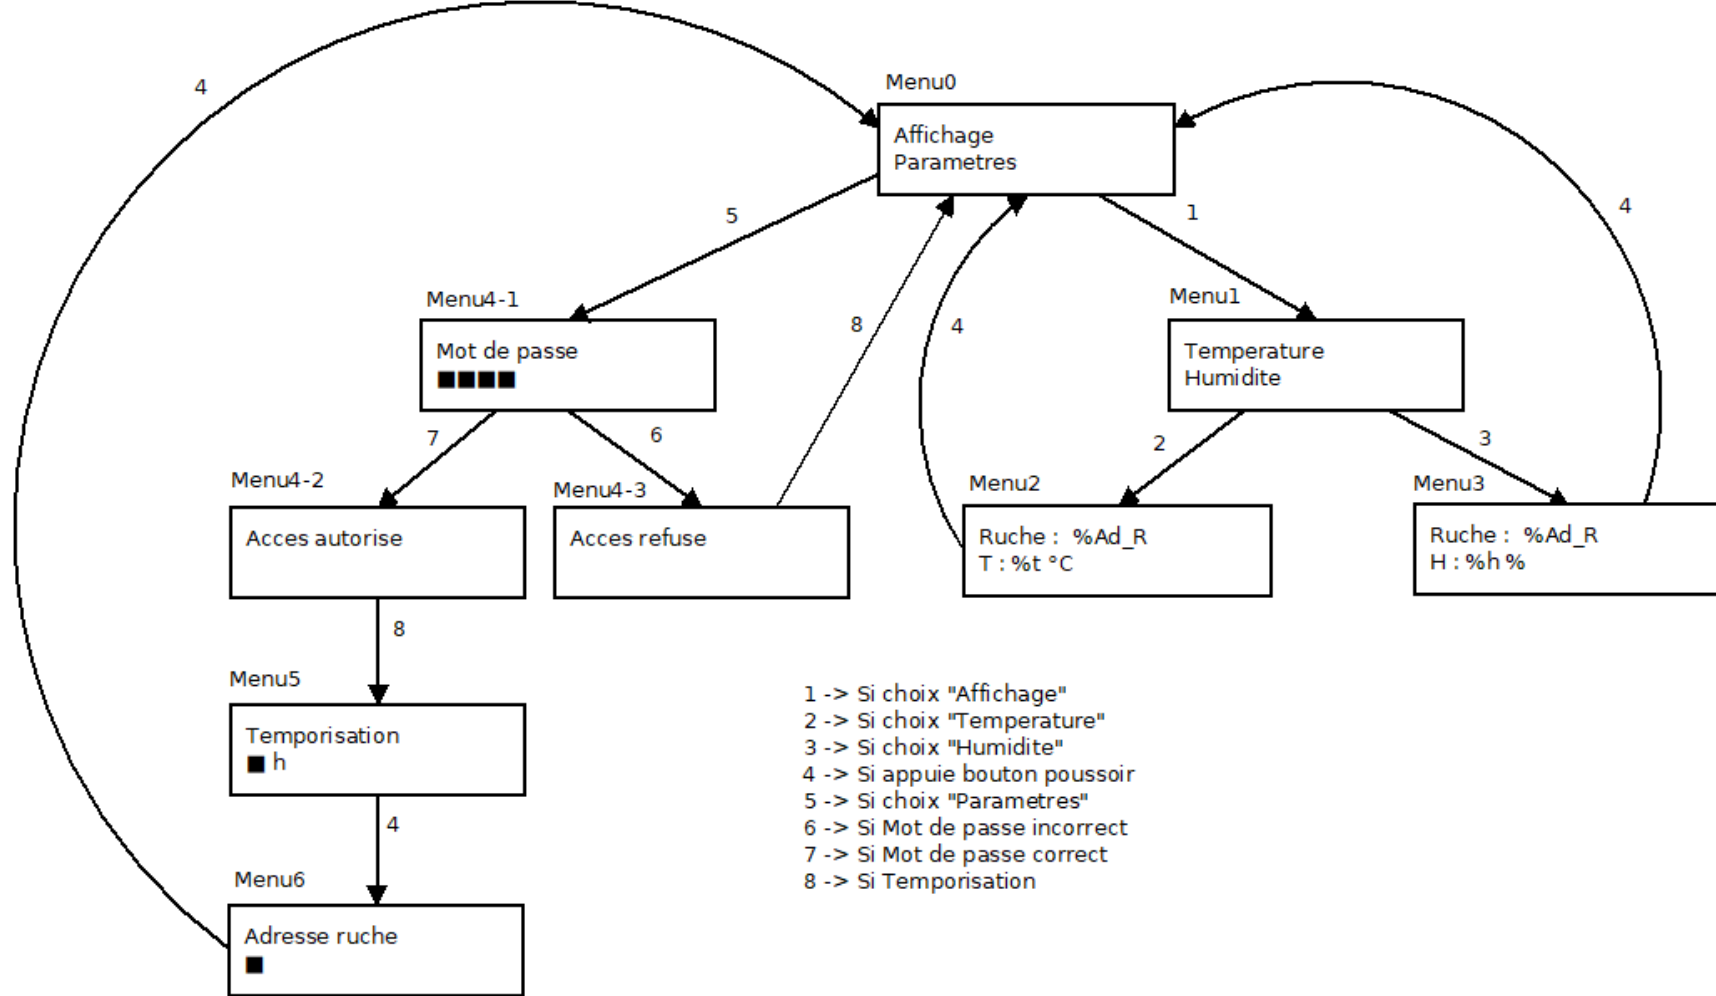 4
Menu0
Affichage
Parametres
5
1
4
8
4
Menu4-1
Mot de passe
■■■■
Menu1
Temperature
Humidite
7
6
2
3
Menu4-2
Acces autorise
Menu4-3
Acces refuse
Menu2
Ruche :  %Ad_R
T : %t °C
Menu3
Ruche :  %Ad_R
H : %h %
8
Menu5
Temporisation
■ h
4
Menu6
Adresse ruche
■
1 -> Si choix "Affichage"
2 -> Si choix "Temperature"
3 -> Si choix "Humidite"
4 -> Si appuie bouton poussoir
5 -> Si choix "Parametres"
6 -> Si Mot de passe incorrect
7 -> Si Mot de passe correct
8 -> Si Temporisation